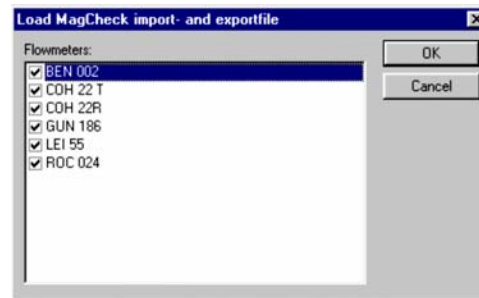 Load MagCheck import- and exportfile
Flowmeters:
BEN 002
COH 22 T
COH 22R
GUN 186
LEI 55
ROC 024
OK
Cancel